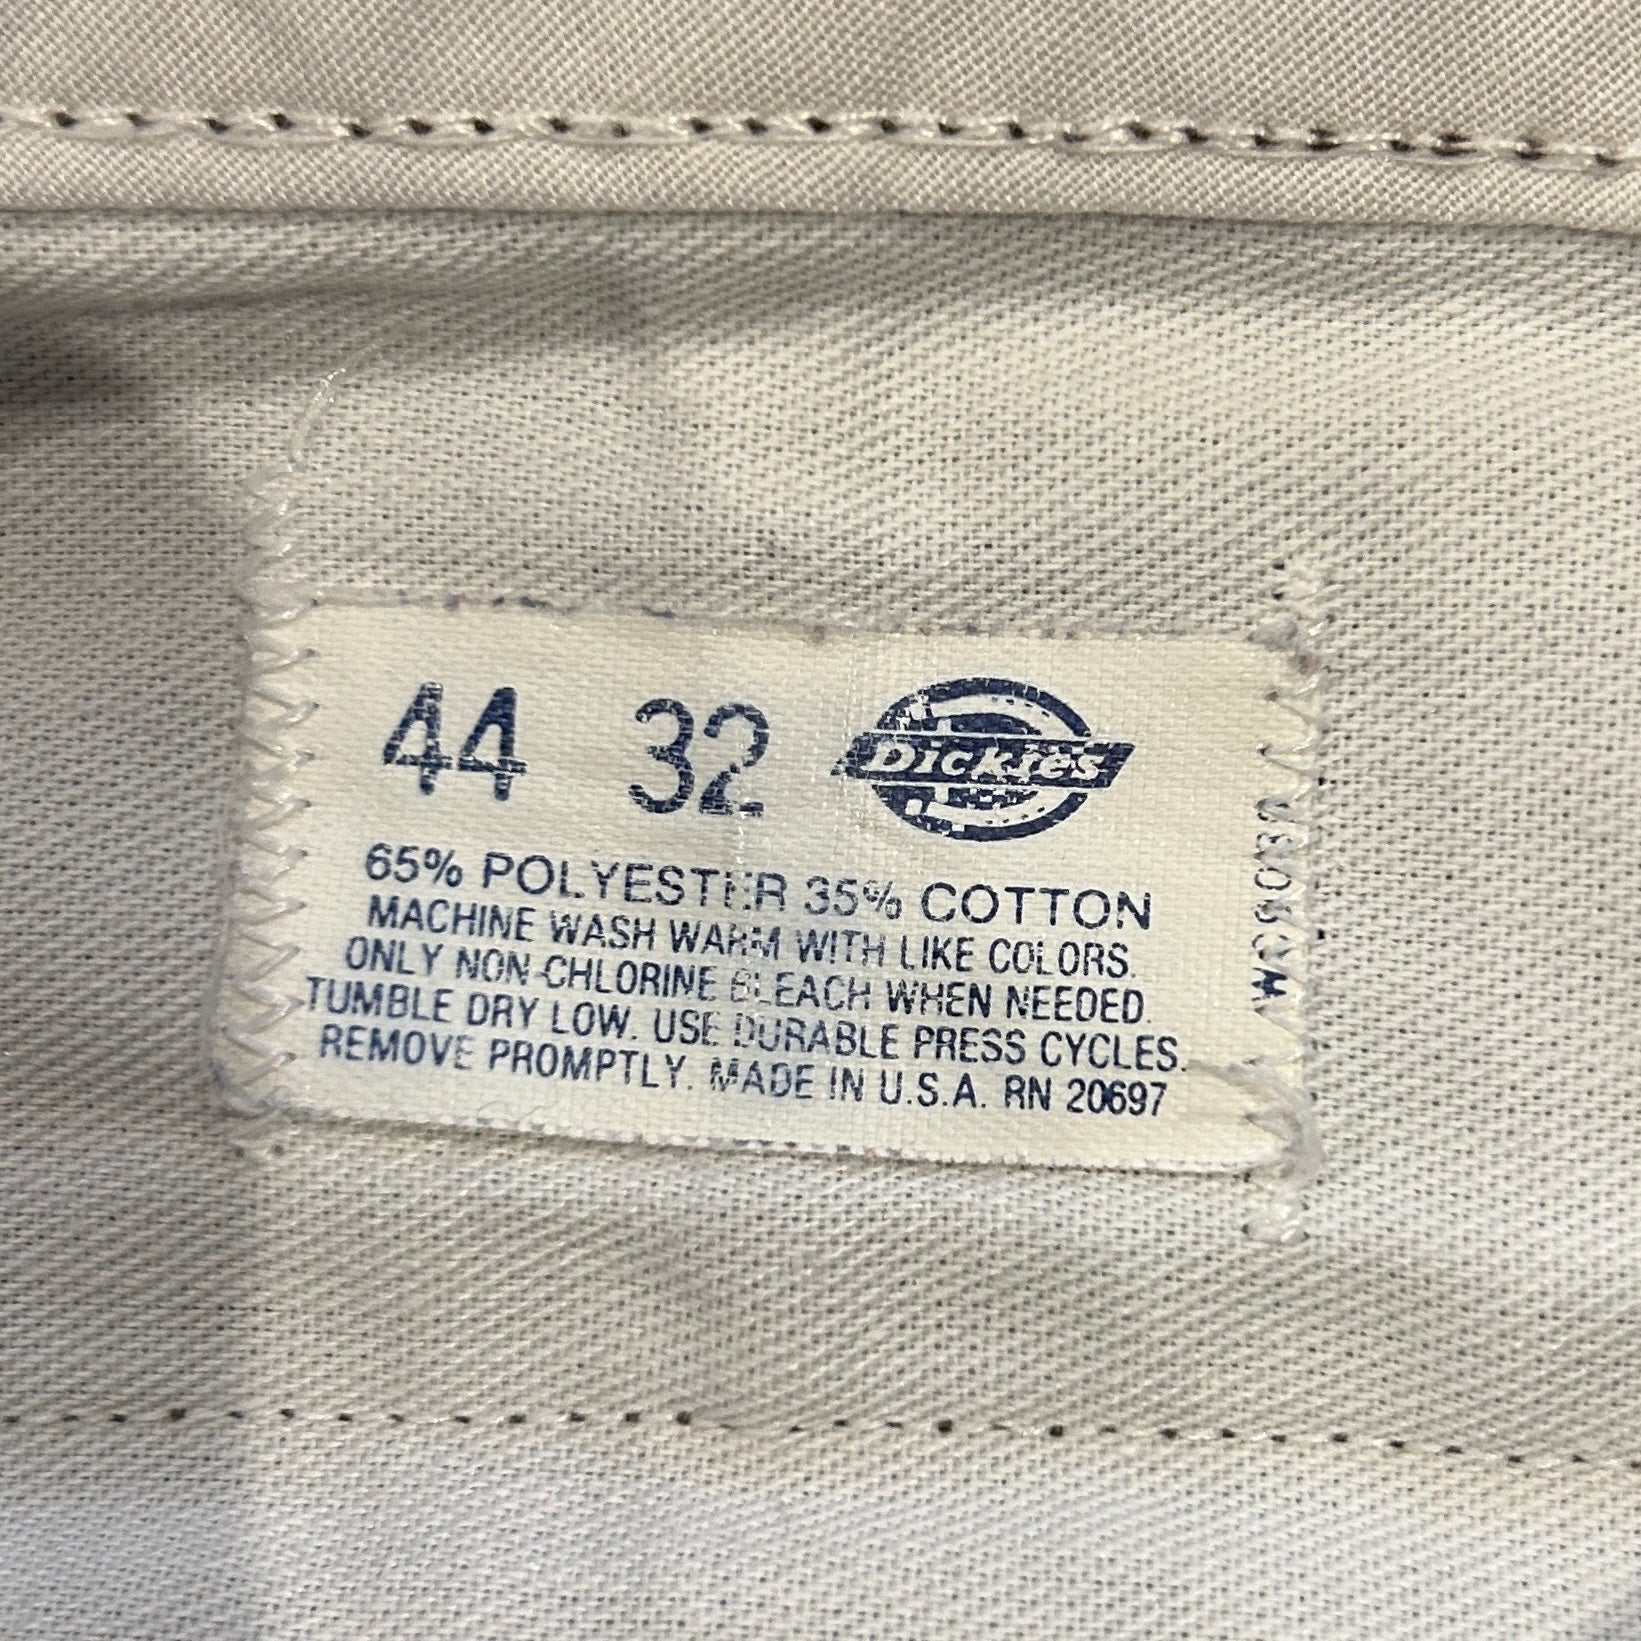 44 32 Dickies
65% POLYESTER 35% COTTON
MACHINE WASH WARM WITH LIKE COLORS.
ONLY NON-CHLORINE BLEACH WHEN NEEDED.
TUMBLE DRY LOW. USE DURABLE PRESS CYCLES.
REMOVE PROMPTLY. MADE IN U.S.A. RN 20697